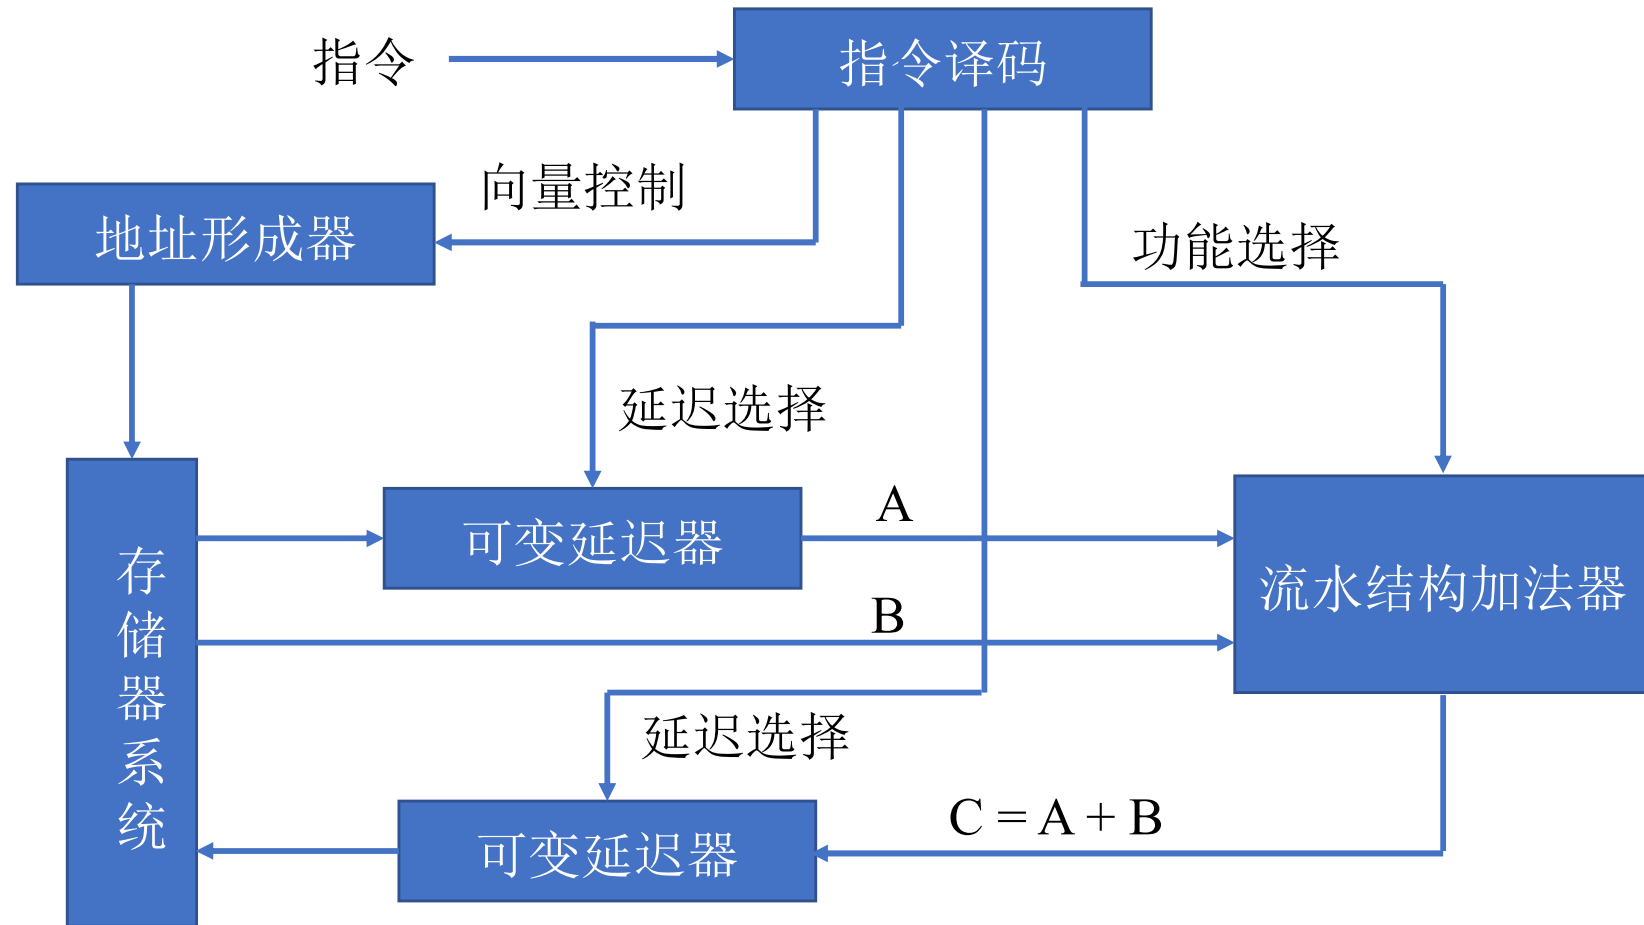 指令
指令译码
向量控制
地址形成器
功能选择
延迟选择
A
可变延迟器
流水结构加法器
B
存储器系统
延迟选择
C = A + B
可变延迟器